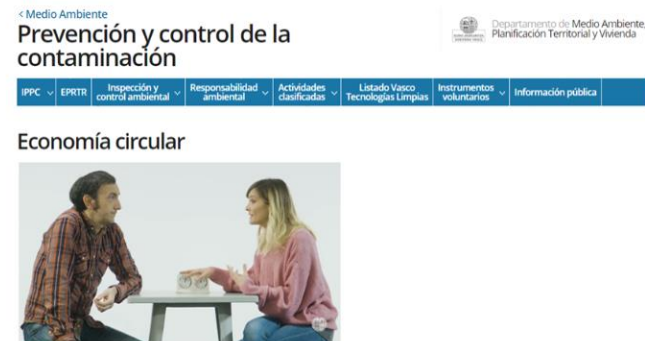 < Medio Ambiente
Prevención y control de la
contaminación
Departamento de Medio Ambiente,
Planificación Territorial y Vivienda
IPPC
EPRTR
Inspección y
control ambiental
Responsabilidad
ambiental
Actividades
clasificadas
Listado Vasco
Tecnologías Limpias
Instrumentos
voluntarios
Información pública
Economía circular